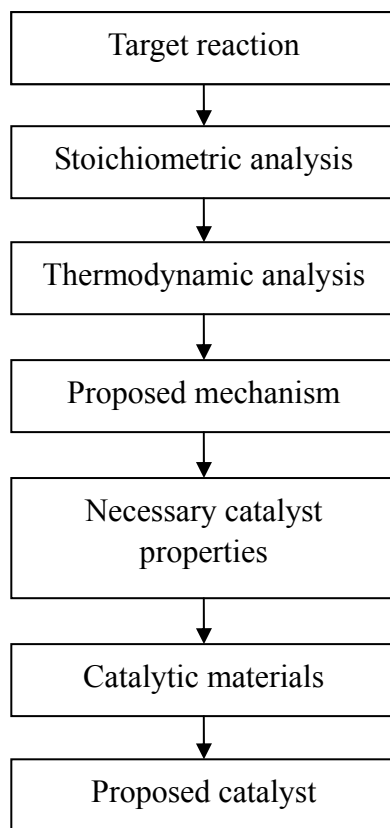 Target reaction
Stoichiometric analysis
Thermodynamic analysis
Proposed mechanism
Necessary catalyst
properties
Catalytic materials
Proposed catalyst